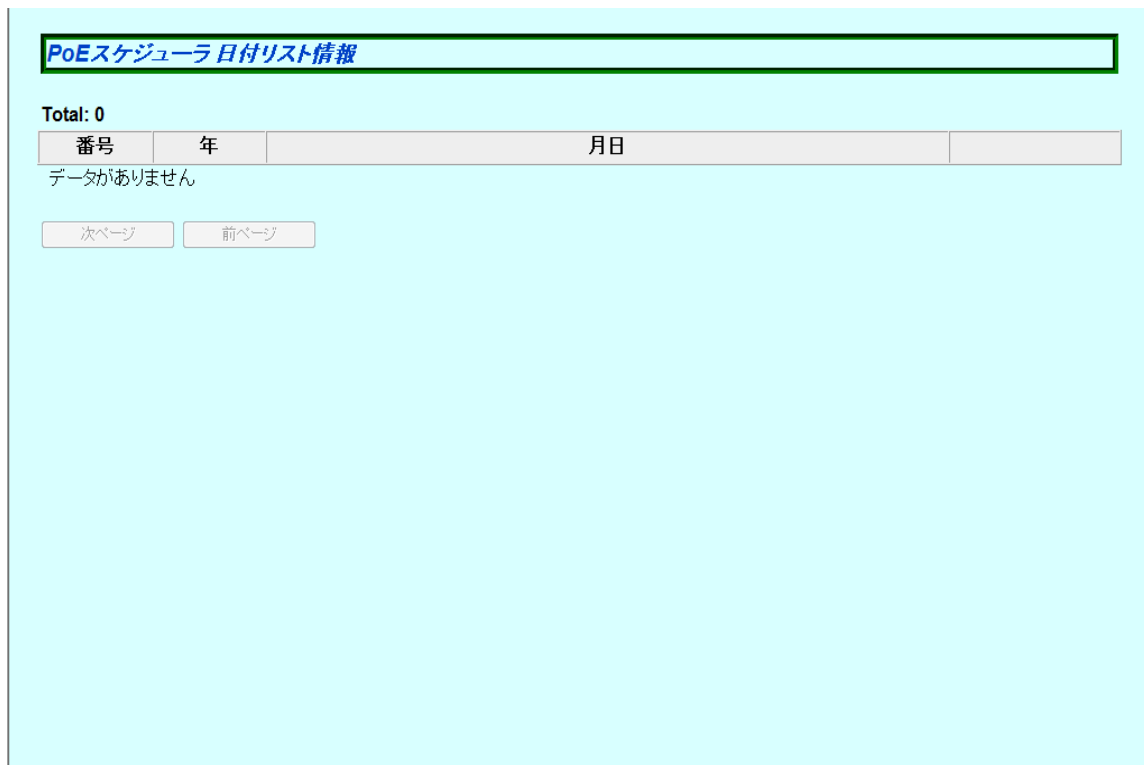 PoEスケジューラ 日付リスト情報
Total: 0
番号 年 月日
データがありません
次ページ 前ページ